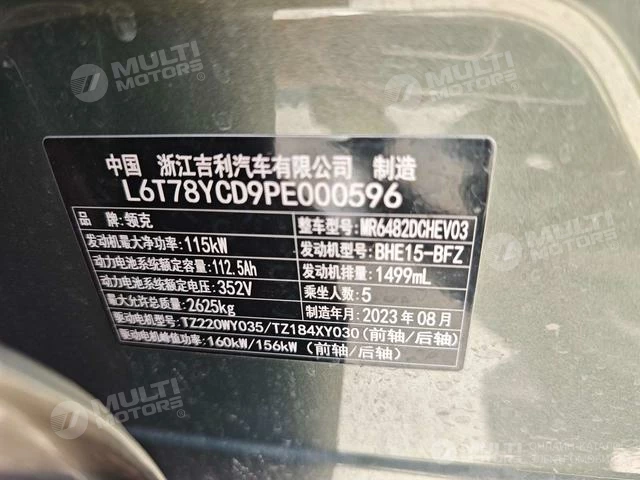 MULTI
MOTORS®
MULTI
MOTORS®
中国 浙江吉利汽车有限公司 制造
L6T78YCD9PE000596
品 牌:领克 整车型号:MR6482DCHEV03
发动机最大净功率:115kW 发动机型号:BHE15-BFZ
动力电池系统额定容量:112.5Ah 发动机排量:1499mL
动力电池系统额定电压:352V 乘坐人数:5
最大允许总质量:2625kg 制造年月:2023年08月
驱动电机型号:TZ220WY035/TZ184XY030(前轴/后轴)
驱动电机峰值功率:160kW/156kW (前轴/后轴)
MULTI
MOTORS®
MULTI
MOTORS